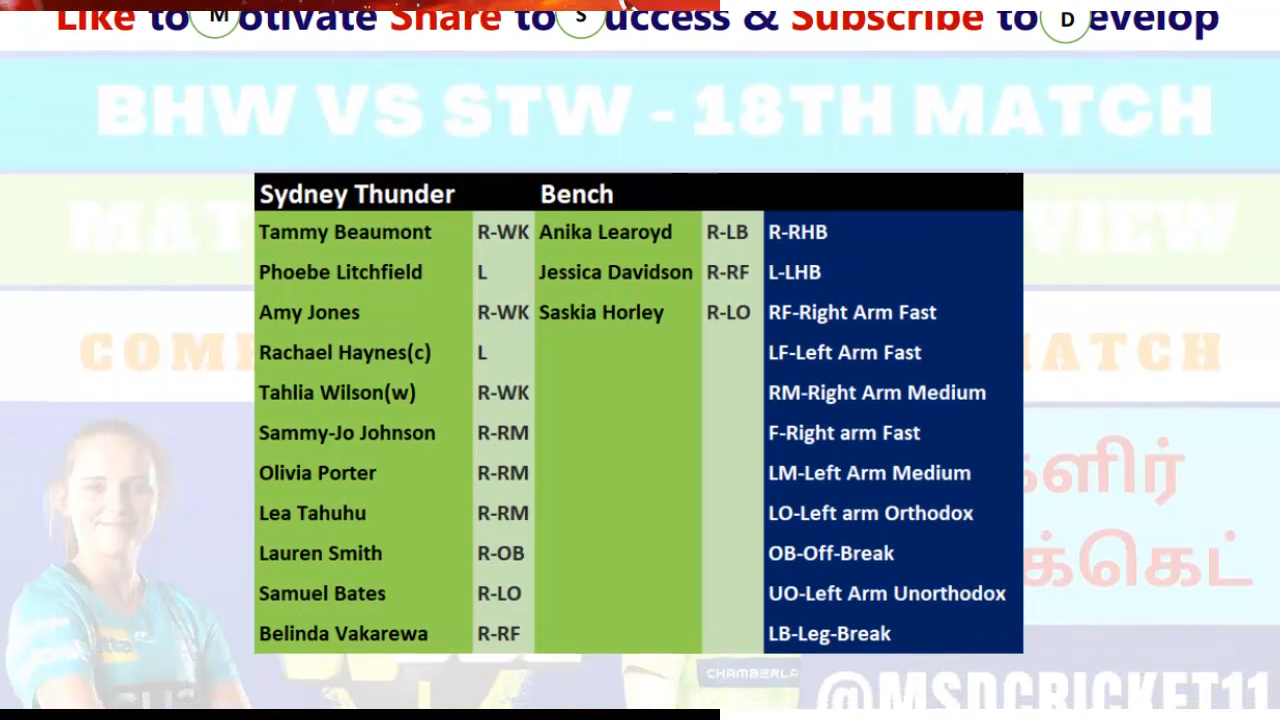 Like to Motivate Share to Success & Subscribe to Develop
BHW VS STW - 18TH MATCH
Sydney Thunder Bench
Tammy Beaumont R-WK Anika Learoyd R-LB R-RHB
Phoebe Litchfield L Jessica Davidson R-RF L-LHB
Amy Jones R-WK Saskia Horley R-LO RF-Right Arm Fast
Rachael Haynes(c) L LF-Left Arm Fast
Tahlia Wilson(w) R-WK RM-Right Arm Medium
Sammy-Jo Johnson R-RM F-Right arm Fast
Olivia Porter R-RM LM-Left Arm Medium
Lea Tahuhu R-RM LO-Left arm Orthodox
Lauren Smith R-OB OB-Off-Break
Samuel Bates R-LO UO-Left Arm Unorthodox
Belinda Vakarewa R-RF LB-Leg-Break
@MSDCRICKET11